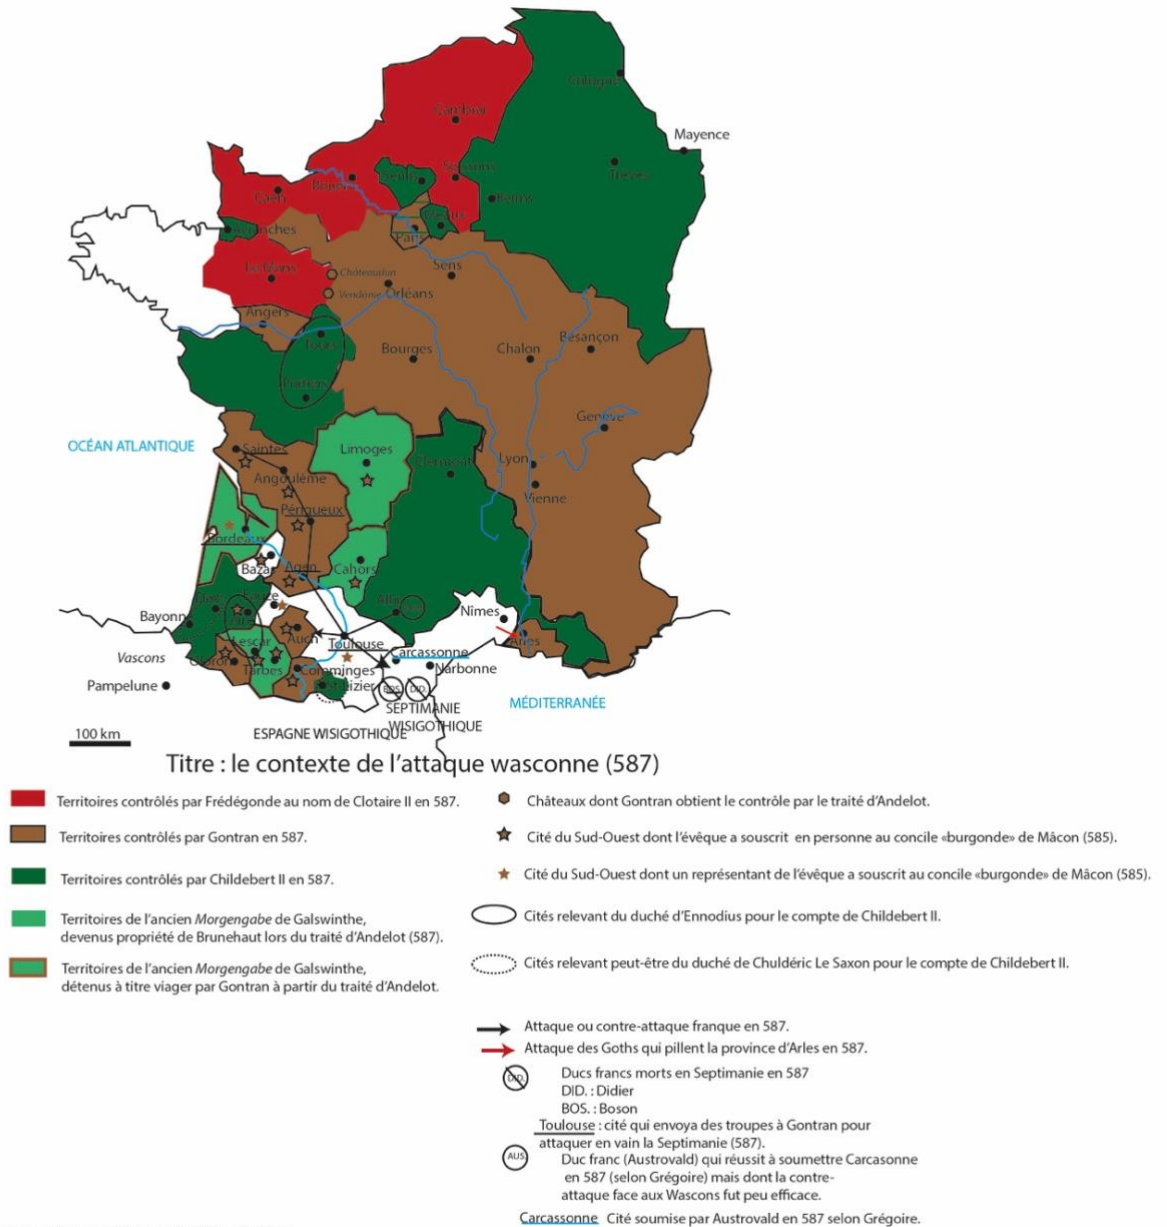 Cologne
Cambrai
Mayence
Trèves
Soissons
Senlis
Rouen
Reims
Caen
Meaux
Avranches
Paris
Le Mans
Châteaudun
Sens
Vendôme
Orléans
Angers
Tours
Besançon
Bourges
Chalon
Poitiers
Genève
OCÉAN ATLANTIQUE
Saintes
Limoges
Lyon
Clermont
Angoulême
Vienne
Périgueux
Bordeaux
Bazas
Agen
Cahors
Dax
Eauze
Albi
Nîmes
Bayonne
Auch
Toulouse
Arles
Lescar
Carcassonne
Vascons
Oloron
Tarbes
Comminges
Narbonne
Pampelune
BOS.
DID.
SEPTIMANIE
WISIGOTHIQUE
MÉDITERRANÉE
ESPAGNE WISIGOTHIQUE
100 km
Titre : le contexte de l'attaque wasconne (587)
Territoires contrôlés par Frédégonde au nom de Clotaire II en 587.
Territoires contrôlés par Gontran en 587.
Territoires contrôlés par Childebert II en 587.
Territoires de l'ancien Morgengabe de Galswinthe,
devenus propriété de Brunehaut lors du traité d'Andelot (587).
Territoires de l'ancien Morgengabe de Galswinthe,
détenus à titre viager par Gontran à partir du traité d'Andelot.
Châteaux dont Gontran obtient le contrôle par le traité d'Andelot.
Cité du Sud-Ouest dont l'évêque a souscrit en personne au concile «burgonde» de Mâcon (585).
Cité du Sud-Ouest dont un représentant de l'évêque a souscrit au concile «burgonde» de Mâcon (585).
Cités relevant du duché d'Ennodius pour le compte de Childebert II.
Cités relevant peut-être du duché de Chuldéric Le Saxon pour le compte de Childebert II.
Attaque ou contre-attaque franque en 587.
Attaque des Goths qui pillent la province d'Arles en 587.
DID.
Ducs francs morts en Septimanie en 587
DID. : Didier
BOS. : Boson
Toulouse : cité qui envoya des troupes à Gontran pour
attaquer en vain la Septimanie (587).
AUS.
Duc franc (Austrovald) qui réussit à soumettre Carcasonne
en 587 (selon Grégoire) mais dont la contre-
attaque face aux Wascons fut peu efficace.
Carcassonne Cité soumise par Austrovald en 587 selon Grégoire.